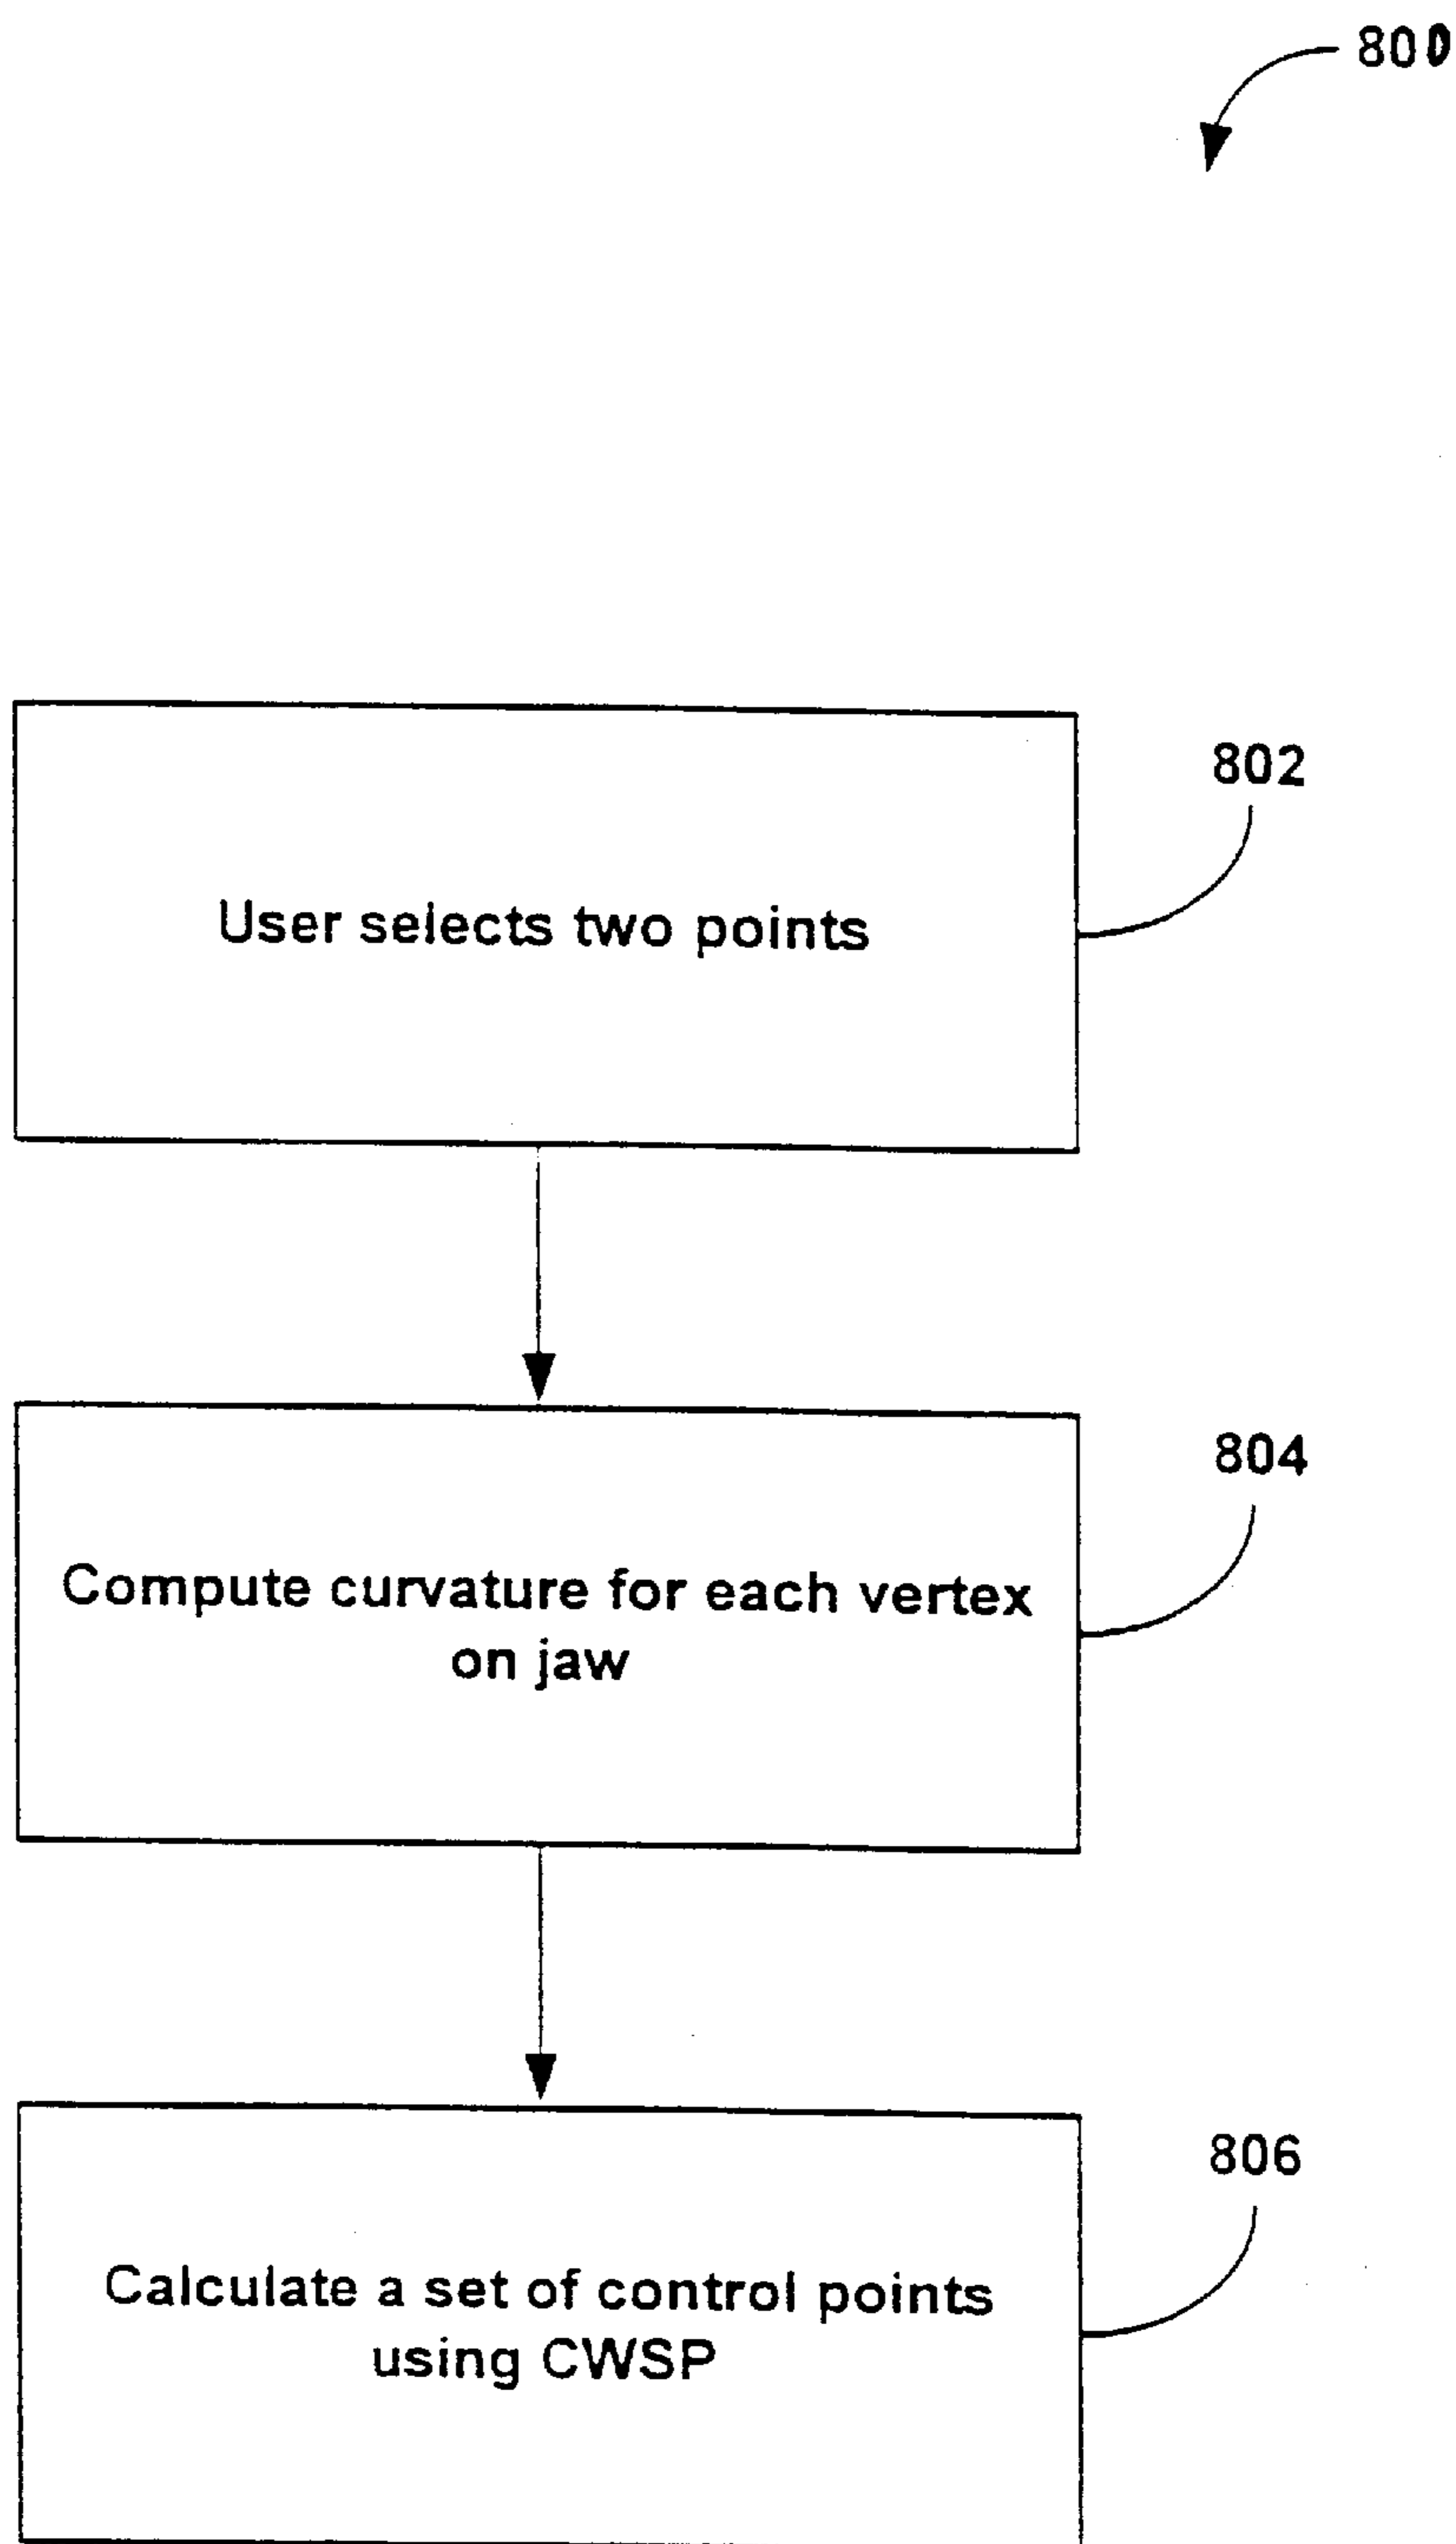 800
802
User selects two points
804
Compute curvature for each vertex
on jaw
806
Calculate a set of control points
using CWSP